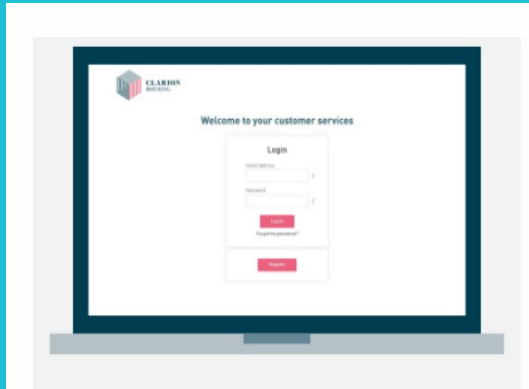 CLARION
HOUSING
Welcome to your customer services
Login
Email address
Password
Log in
Forgotten password?
Register